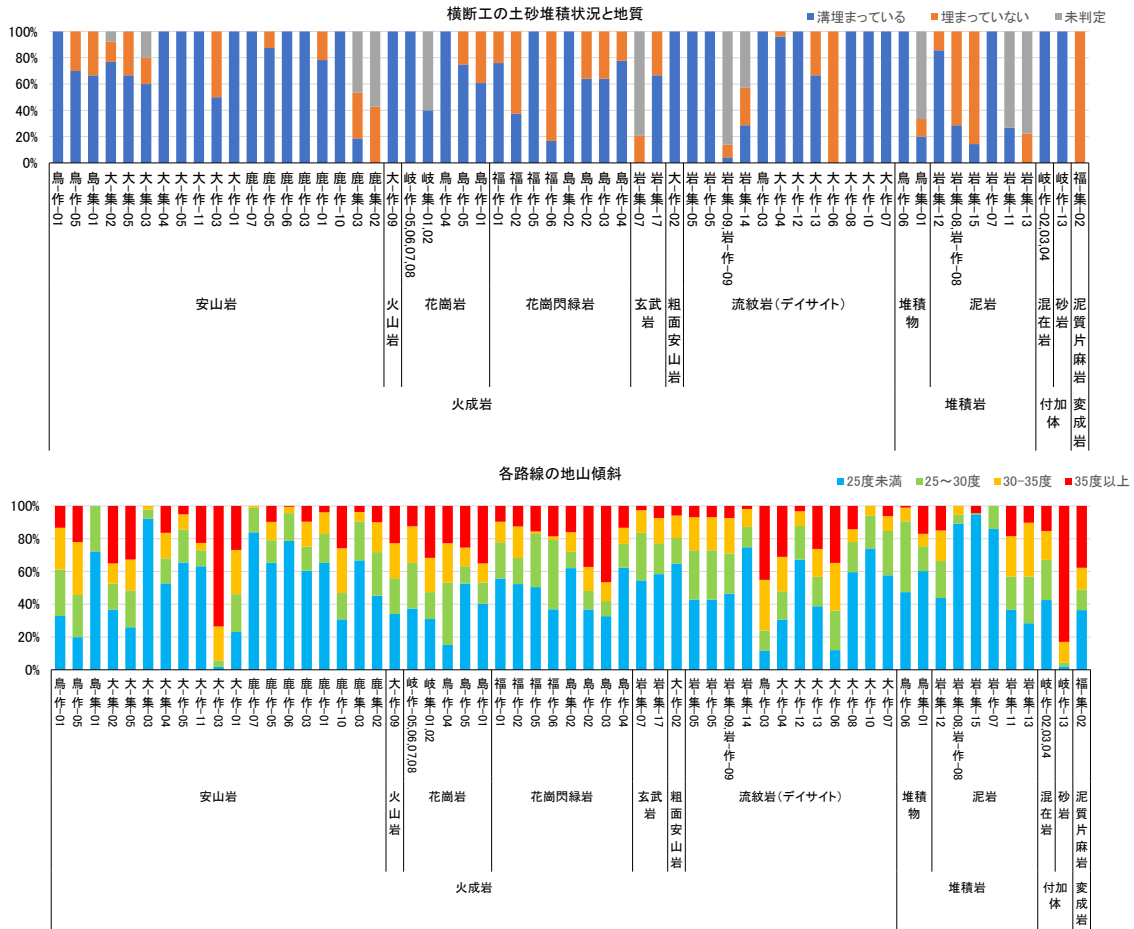 横断工の土砂堆積状況と地質
溝埋まっている 埋まっていない 未判定
100%
80%
60%
40%
20%
0%
鳥-作-01
鳥-作-05
島-集-01
大-集-02
大-集-05
大-集-03
大-集-04
大-作-05
大-作-11
大-作-03
大-作-01
鹿-作-07
鹿-作-05
鹿-作-06
鹿-作-03
鹿-作-01
鹿-作-10
鹿-集-03
鹿-集-02
大-作-09
岐-作-05,06,07,08
岐-集-01,02
鳥-作-04
島-作-05
島-作-01
福-作-01
福-作-02
福-作-05
福-作-06
島-集-02
島-作-02
島-作-03
島-作-04
岩-集-07
岩-集-17
大-作-02
岩-集-05
岩-作-05
岩-集-09,岩-作-09
岩-集-14
鳥-作-03
大-作-04
大-作-12
大-作-13
大-作-06
大-作-08
大-作-10
大-作-07
鳥-作-06
鳥-集-01
岩-集-12
岩-集-08,岩-作-08
岩-集-15
岩-作-07
岩-集-11
岩-集-13
岐-作-02,03,04
岐-作-13
福-集-02
安山岩
火山岩
花崗岩
花崗閃緑岩
玄武岩
粗面安山岩
流紋岩(デイサイト)
堆積物
泥岩
混在岩
砂岩
泥質片麻岩
火成岩
堆積岩
付加体
変成岩
各路線の地山傾斜
25度未満 25～30度 30-35度 35度以上
100%
80%
60%
40%
20%
0%
鳥-作-01
鳥-作-05
島-集-01
大-集-02
大-集-05
大-集-03
大-集-04
大-作-05
大-作-11
大-作-03
大-作-01
鹿-作-07
鹿-作-05
鹿-作-06
鹿-作-03
鹿-作-01
鹿-作-10
鹿-集-03
鹿-集-02
大-作-09
岐-作-05,06,07,08
岐-集-01,02
鳥-作-04
島-作-05
島-作-01
福-作-01
福-作-02
福-作-05
福-作-06
島-集-02
島-作-02
島-作-03
島-作-04
岩-集-07
岩-集-17
大-作-02
岩-集-05
岩-作-05
岩-集-09,岩-作-09
岩-集-14
鳥-作-03
大-作-04
大-作-12
大-作-13
大-作-06
大-作-08
大-作-10
大-作-07
鳥-作-06
鳥-集-01
岩-集-12
岩-集-08,岩-作-08
岩-集-15
岩-作-07
岩-集-11
岩-集-13
岐-作-02,03,04
岐-作-13
福-集-02
安山岩
火山岩
花崗岩
花崗閃緑岩
玄武岩
粗面安山岩
流紋岩(デイサイト)
堆積物
泥岩
混在岩
砂岩
泥質片麻岩
火成岩
堆積岩
付加体
変成岩